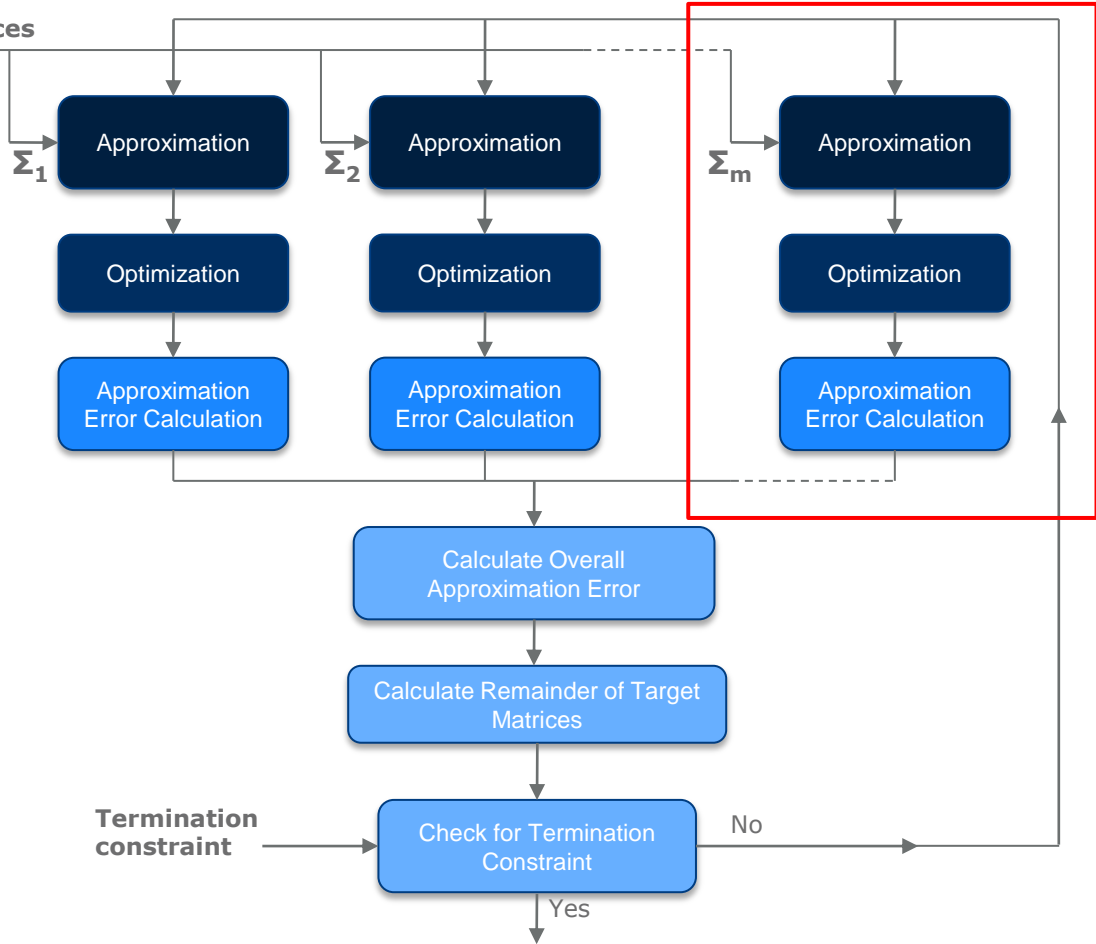 Approximation
Approximation
Approximation
Σ1
Σ2
Σm
Optimization
Optimization
Optimization
Approximation
Error Calculation
Approximation
Error Calculation
Approximation
Error Calculation
Calculate Overall
Approximation Error
Calculate Remainder of Target
Matrices
Termination
constraint
Check for Termination
Constraint
No
Yes